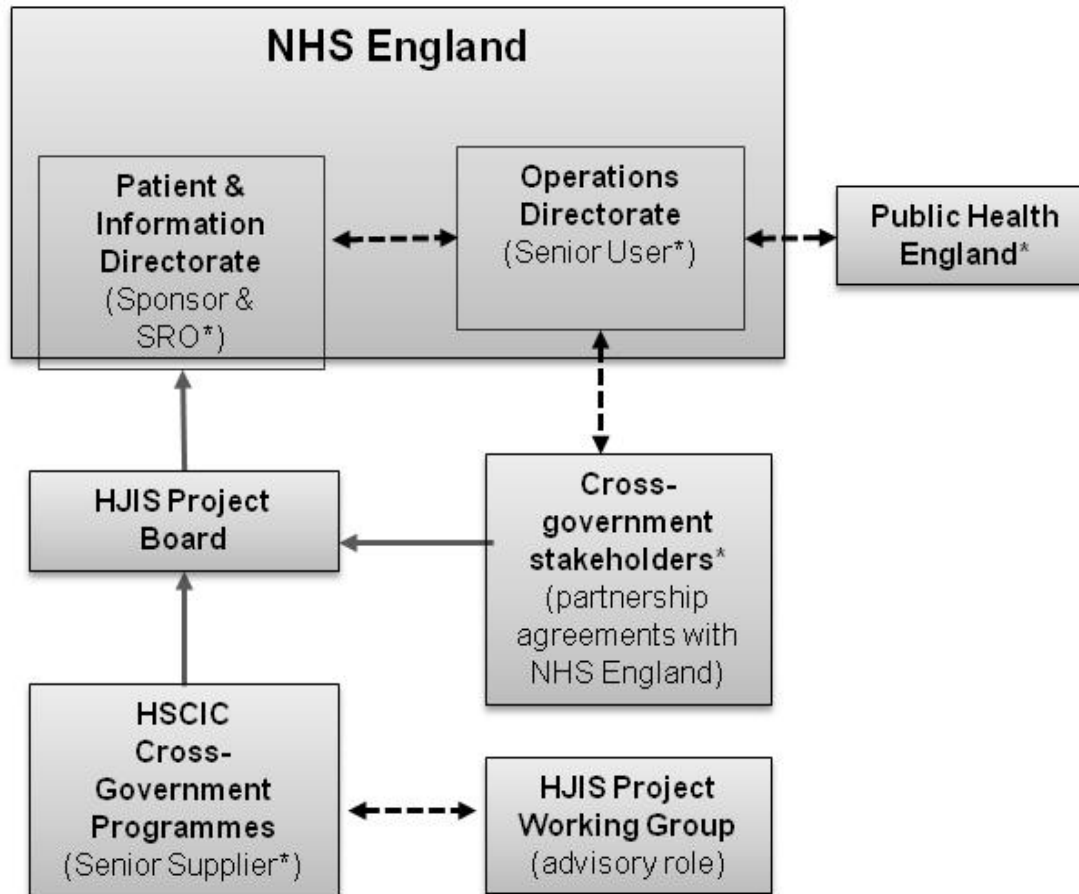 NHS England
Patient &
Information
Directorate
(Sponsor &
SRO*)
Operations
Directorate
(Senior User*)
Public Health
England*
HJIS Project
Board
Cross-
government
stakeholders*
(partnership
agreements with
NHS England)
HSCIC
Cross-
Government
Programmes
(Senior Supplier*)
HJIS Project
Working Group
(advisory role)